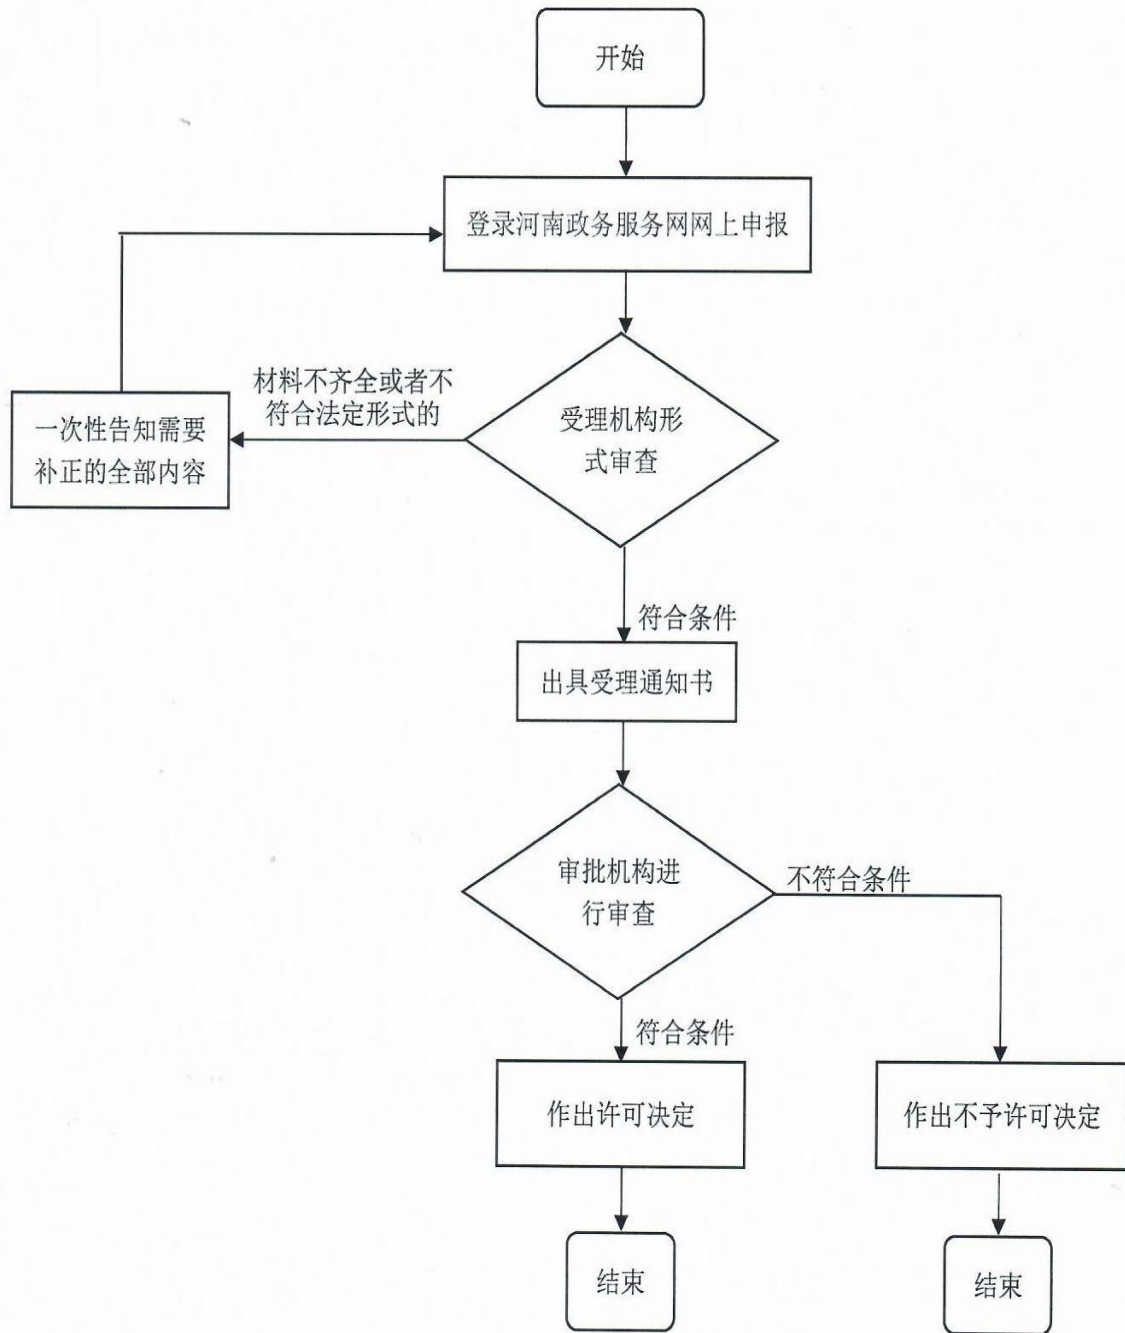 开始
登录河南政务服务网网上申报
材料不齐全或者不
符合法定形式的
一次性告知需要
补正的全部内容
受理机构形
式审查
符合条件
出具受理通知书
审批机构进
行审查
不符合条件
符合条件
作出许可决定
作出不予许可决定
结束
结束